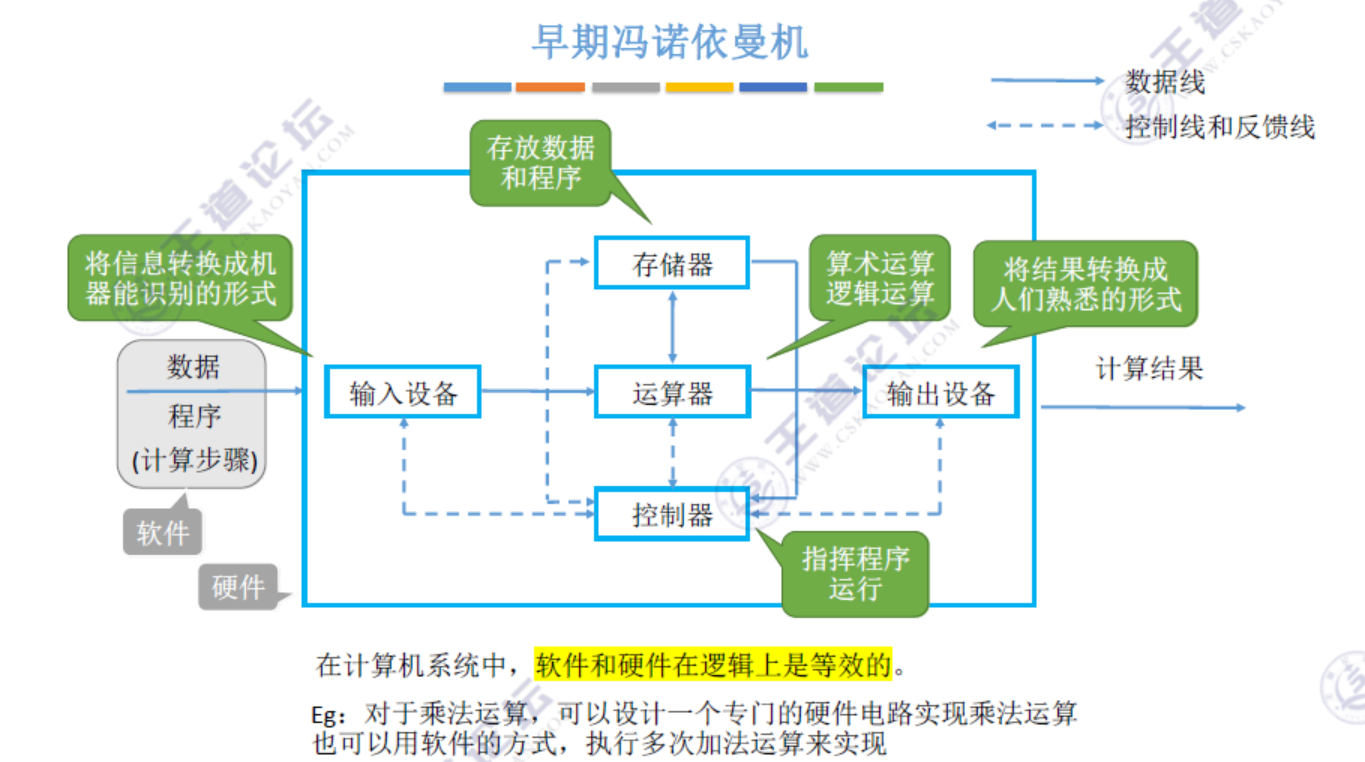 早期冯诺依曼机
数据线
控制线和反馈线
存放数据
和程序
将信息转换成机
器能识别的形式
存储器
算术运算
逻辑运算
将结果转换成
人们熟悉的形式
数据
程序
(计算步骤)
输入设备
运算器
输出设备
计算结果
软件
控制器
硬件
指挥程序
运行
在计算机系统中，软件和硬件在逻辑上是等效的。
Eg：对于乘法运算，可以设计一个专门的硬件电路实现乘法运算
也可以用软件的方式，执行多次加法运算来实现
王道论坛
WWW.CSKAOYAN.COM